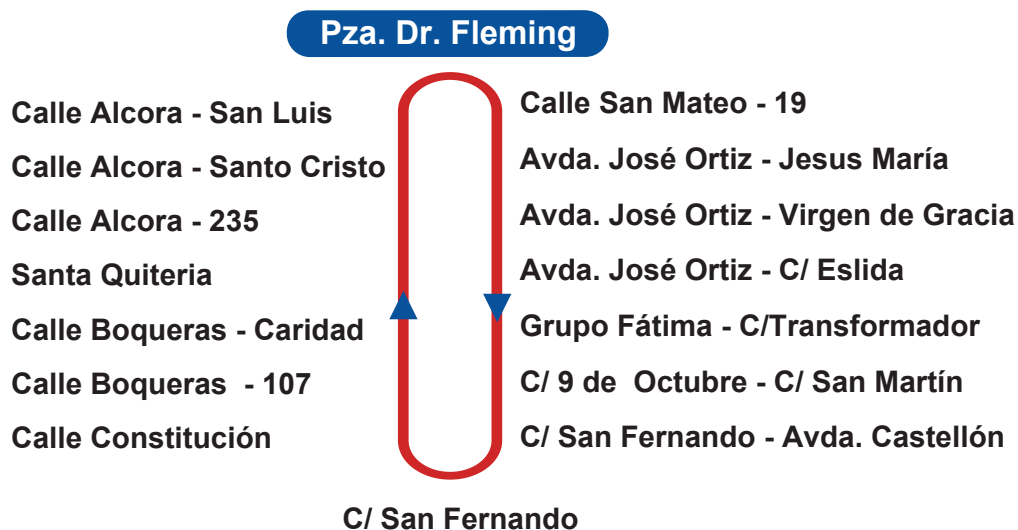 Pza. Dr. Fleming
Calle Alcora - San Luis
Calle Alcora - Santo Cristo
Calle Alcora - 235
Santa Quiteria
Calle Boqueras - Caridad
Calle Boqueras - 107
Calle Constitución
Calle San Mateo - 19
Avda. José Ortiz - Jesus María
Avda. José Ortiz - Virgen de Gracia
Avda. José Ortiz - C/ Eslida
Grupo Fátima - C/Transformador
C/ 9 de Octubre - C/ San Martín
C/ San Fernando - Avda. Castellón
C/ San Fernando